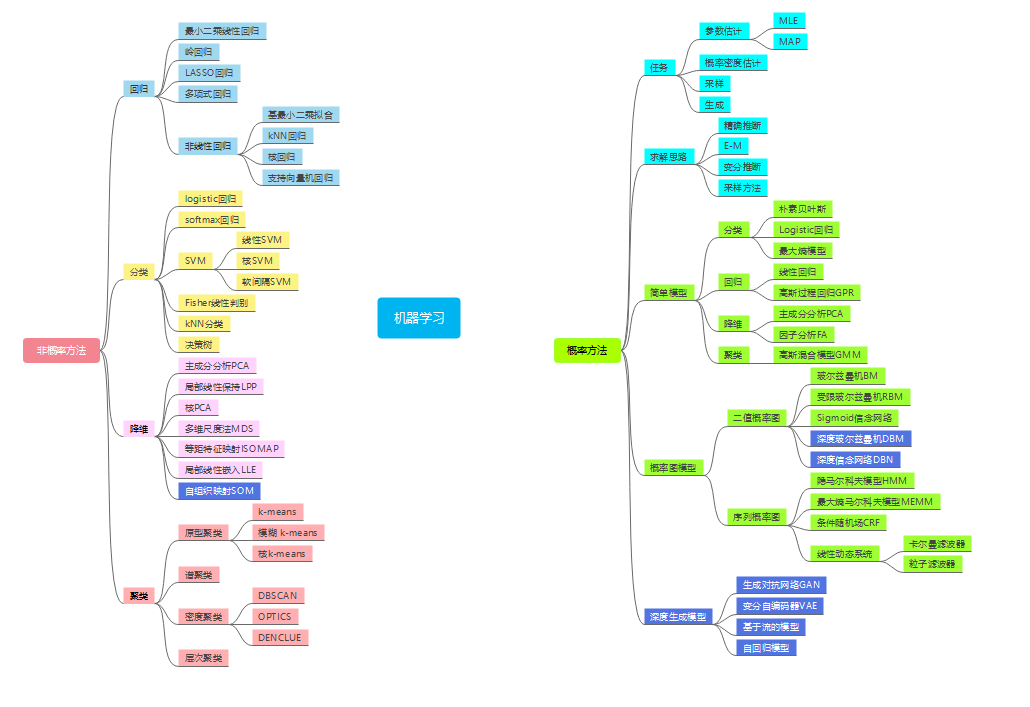 机器学习
非概率方法
回归
最小二乘线性回归
岭回归
LASSO回归
多项式回归
非线性回归
基最小二乘拟合
kNN回归
核回归
支持向量机回归
分类
logistic回归
softmax回归
SVM
线性SVM
核SVM
软间隔SVM
Fisher线性判别
kNN分类
决策树
降维
主成分分析PCA
局部线性保持LPP
核PCA
多维尺度法MDS
等距特征映射ISOMAP
局部线性嵌入LLE
自组织映射SOM
聚类
原型聚类
k-means
模糊 k-means
核k-means
谱聚类
密度聚类
DBSCAN
OPTICS
DENCLUE
层次聚类
概率方法
任务
参数估计
MLE
MAP
概率密度估计
采样
生成
求解思路
精确推断
E-M
变分推断
采样方法
简单模型
分类
朴素贝叶斯
Logistic回归
最大熵模型
回归
线性回归
高斯过程回归GPR
降维
主成分分析PCA
因子分析FA
聚类
高斯混合模型GMM
概率图模型
二值概率图
玻尔兹曼机BM
受限玻尔兹曼机RBM
Sigmoid信念网络
深度玻尔兹曼机DBM
深度信念网络DBN
序列概率图
隐马尔科夫模型HMM
最大熵马尔科夫模型MEMM
条件随机场CRF
线性动态系统
卡尔曼滤波器
粒子滤波器
深度生成模型
生成对抗网络GAN
变分自编码器VAE
基于流的模型
自回归模型